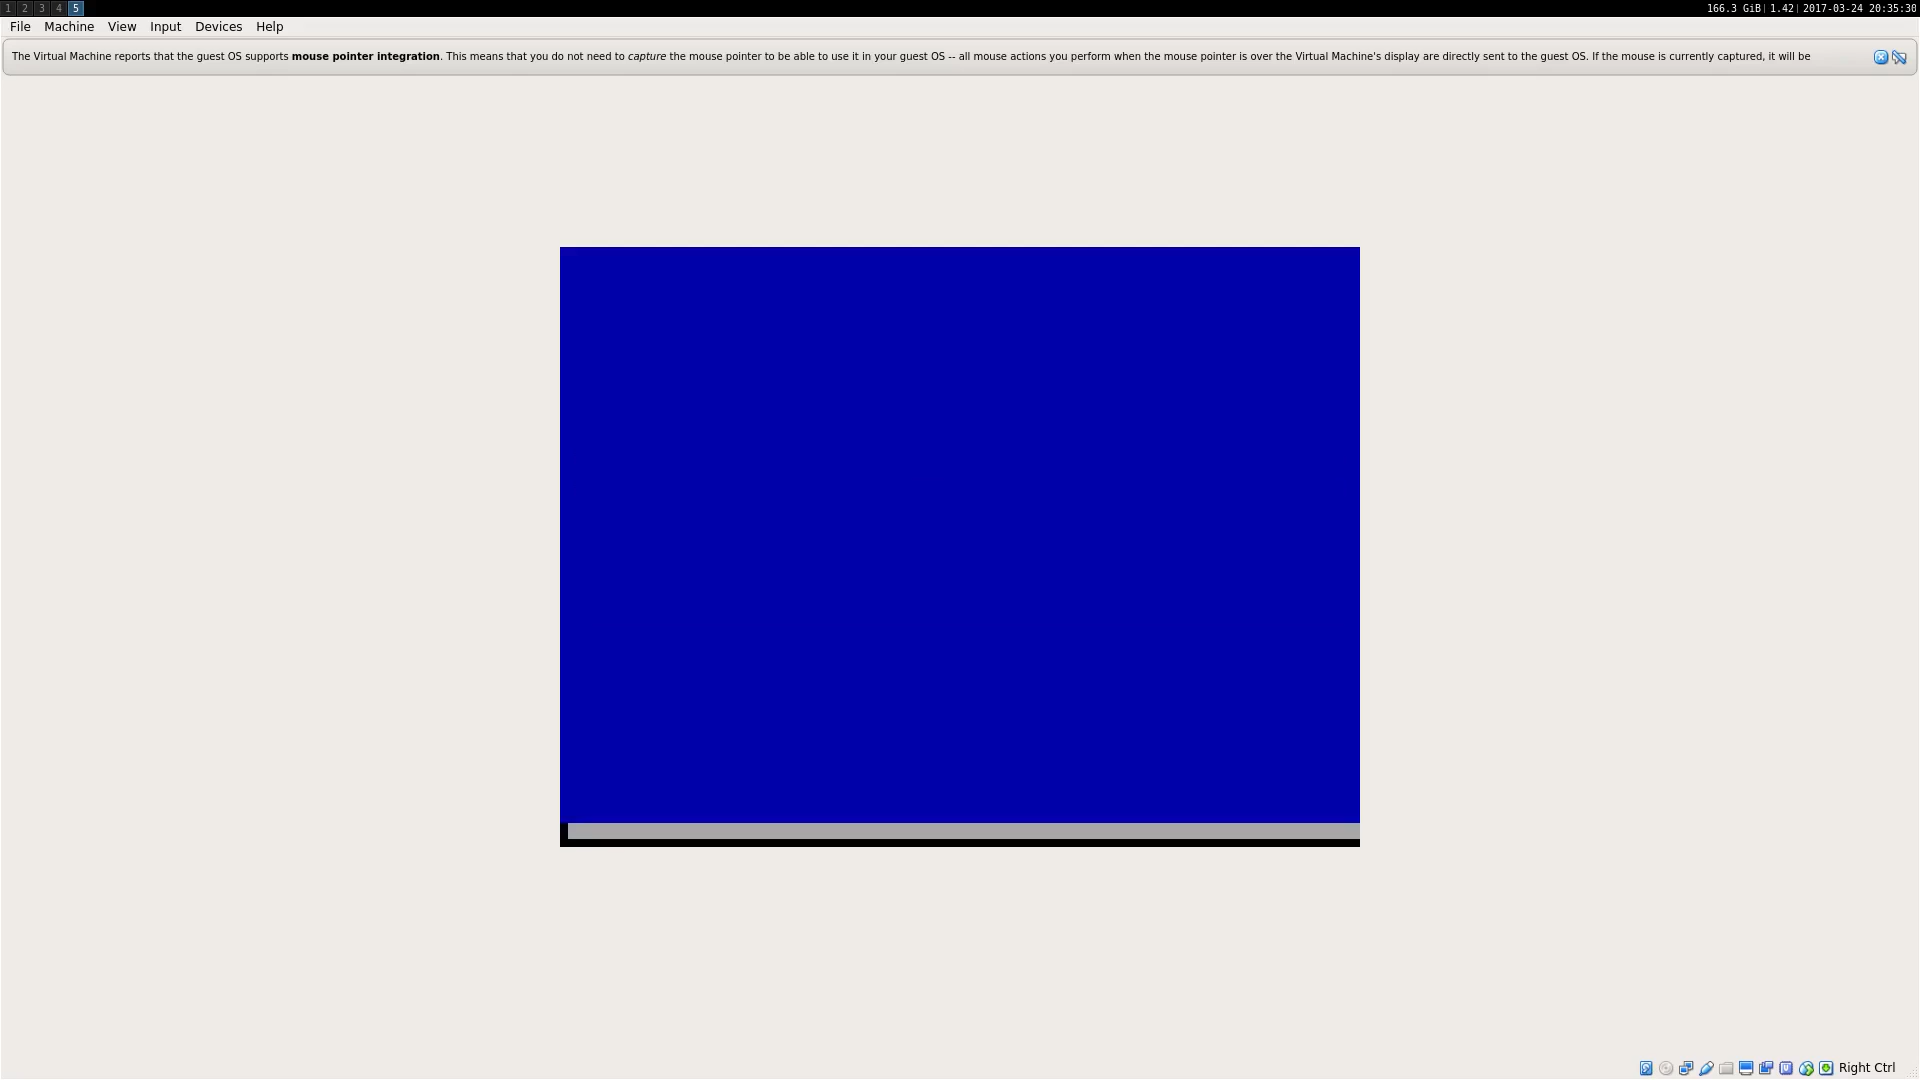 1 2 3 4 5 166.3 GiB| 1.42| 2017-03-24 20:35:30
File Machine View Input Devices Help
The Virtual Machine reports that the guest OS supports mouse pointer integration. This means that you do not need to capture the mouse pointer to be able to use it in your guest OS -- all mouse actions you perform when the mouse pointer is over the Virtual Machine's display are directly sent to the guest OS. If the mouse is currently captured, it will be
Right Ctrl